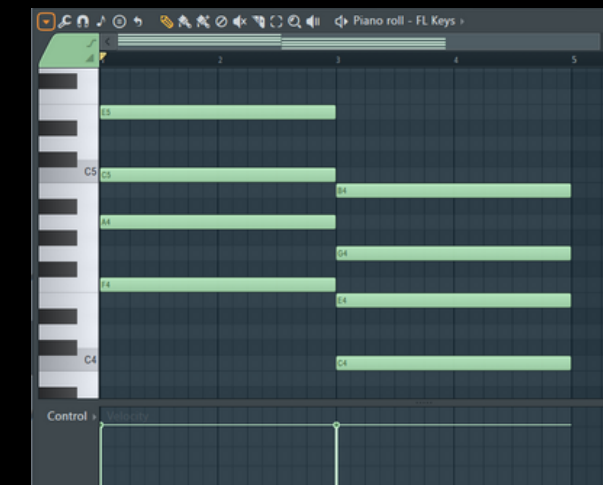 Piano roll - FL Keys
2 3 4 5
E5
C5 C5
B4
A4
G4
F4
E4
C4 C4
Control Velocity